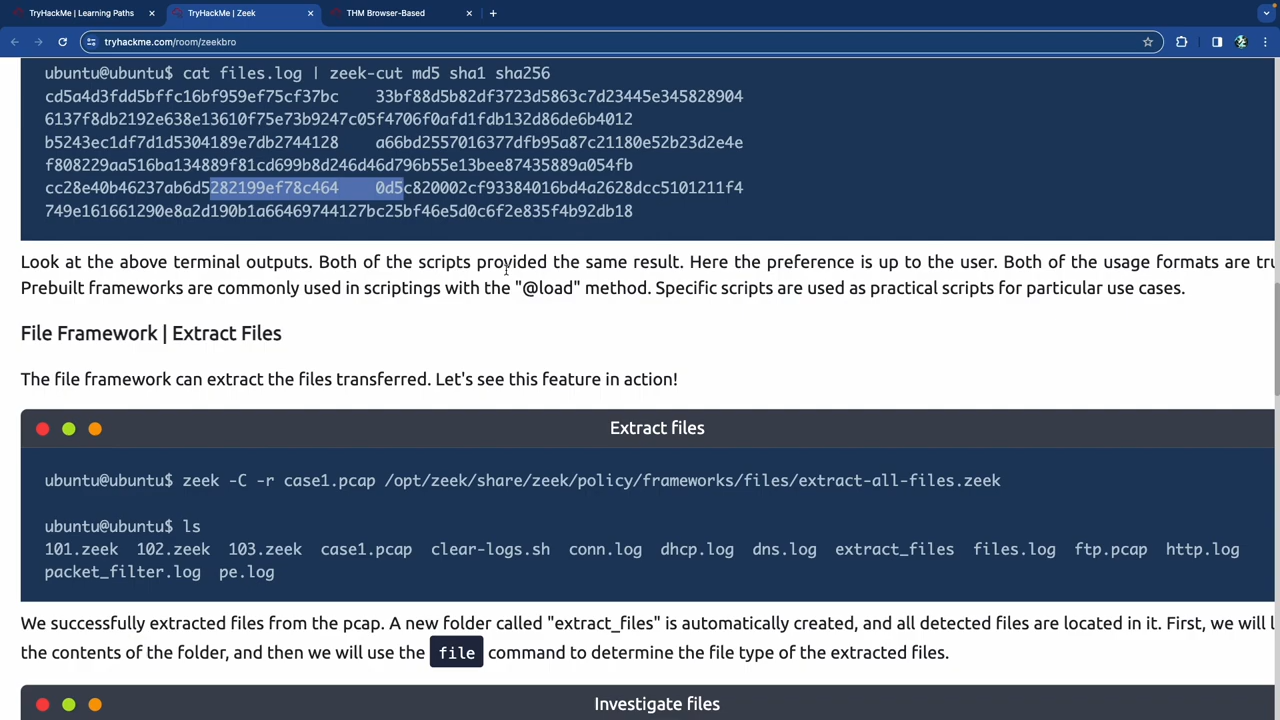 TryHackMe | Learning Paths
TryHackMe | Zeek
THM Browser-Based
tryhackme.com/room/zeekbro
ubuntu@ubuntu$ cat files.log | zeek-cut md5 sha1 sha256
cd5a4d3fdd5bffc16bf959ef75cf37bc 33bf88d5b82df3723d5863c7d23445e345828904
6137f8db2192e638e13610f75e73b9247c05f4706f0afd1fdb132d86de6b4012
b5243ec1df7d1d5304189e7db2744128 a66bd2557016377dfb95a87c21180e52b23d2e4e
f808229aa516ba134889f81cd699b8d246d46d796b55e13bee87435889a054fb
cc28e40b46237ab6d5282199ef78c464 0d5c820002cf93384016bd4a2628dcc5101211f4
749e161661290e8a2d190b1a66469744127bc25bf46e5d0c6f2e835f4b92db18
Look at the above terminal outputs. Both of the scripts provided the same result. Here the preference is up to the user. Both of the usage formats are tru
Prebuilt frameworks are commonly used in scriptings with the "@load" method. Specific scripts are used as practical scripts for particular use cases.
File Framework | Extract Files
The file framework can extract the files transferred. Let's see this feature in action!
Extract files
ubuntu@ubuntu$ zeek -C -r case1.pcap /opt/zeek/share/zeek/policy/frameworks/files/extract-all-files.zeek
ubuntu@ubuntu$ ls
101.zeek 102.zeek 103.zeek case1.pcap clear-logs.sh conn.log dhcp.log dns.log extract_files files.log ftp.pcap http.log
packet_filter.log pe.log
We successfully extracted files from the pcap. A new folder called "extract_files" is automatically created, and all detected files are located in it. First, we will l
the contents of the folder, and then we will use the file command to determine the file type of the extracted files.
Investigate files